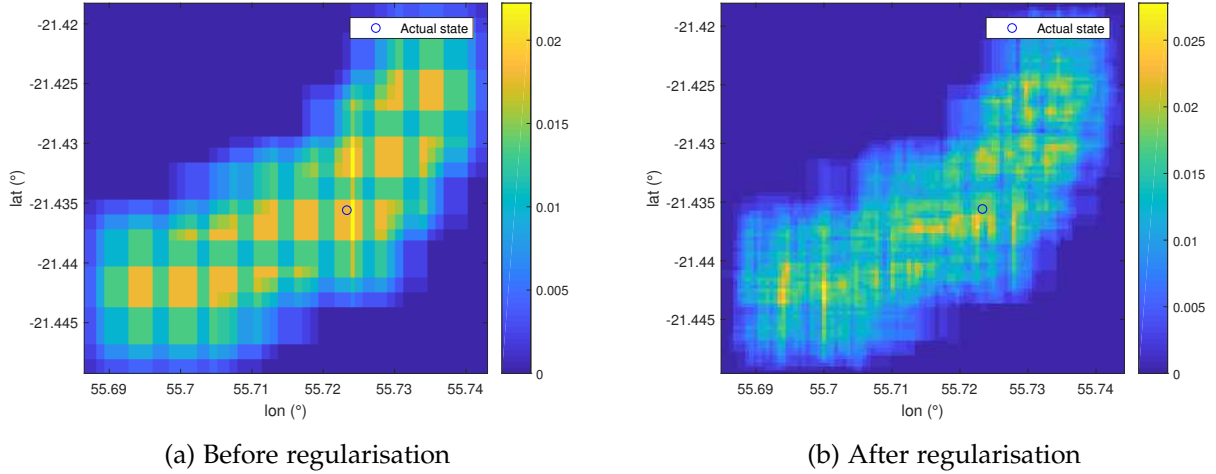 Actual state
-21.42
-21.425
-21.43
-21.435
-21.44
-21.445
lat (°)
55.69 55.7 55.71 55.72 55.73 55.74
lon (°)
0.02
0.015
0.01
0.005
0
(a) Before regularisation
Actual state
-21.42
-21.425
-21.43
-21.435
-21.44
-21.445
lat (°)
55.69 55.7 55.71 55.72 55.73 55.74
lon (°)
0.025
0.02
0.015
0.01
0.005
0
(b) After regularisation